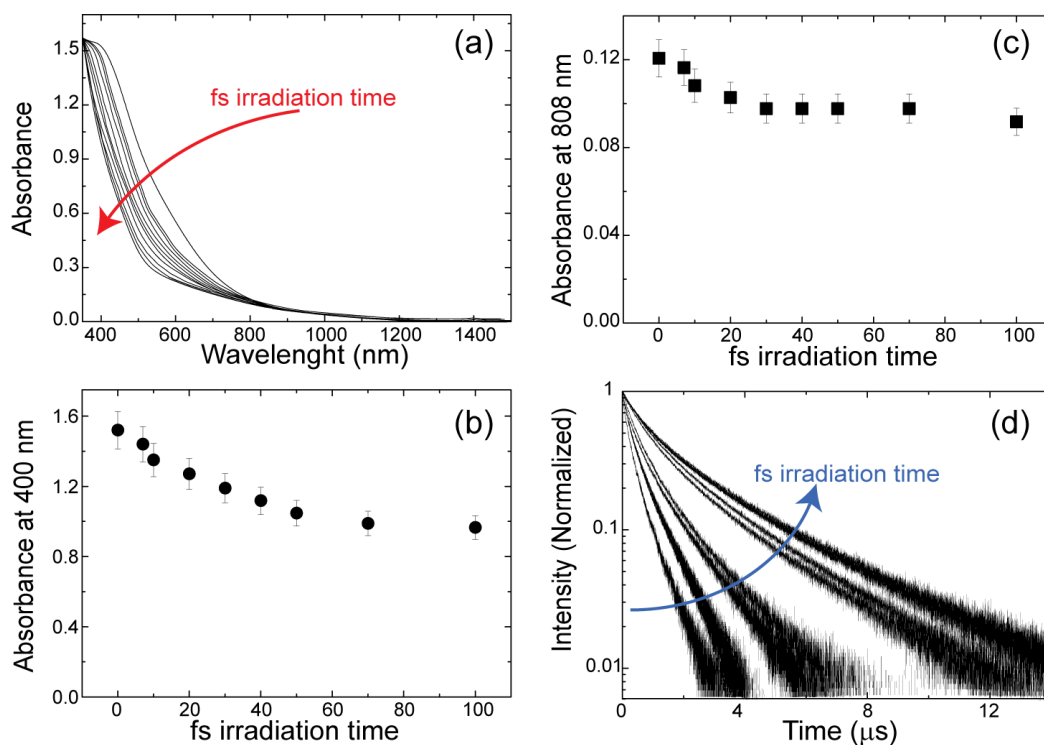 (a)
fs irradiation time
Absorbance
1.5
1.2
0.9
0.6
0.3
0.0
400 600 800 1000 1200 1400
Wavelenght (nm)
(c)
Absorbance at 808 nm
0.12
0.08
0.04
0.00
0 20 40 60 80 100
fs irradiation time
(b)
Absorbance at 400 nm
1.6
1.2
0.8
0.4
0.0
0 20 40 60 80 100
fs irradiation time
(d)
fs irradiation time
Intensity (Normalized)
1
0.1
0.01
0 4 8 12
Time (μs)